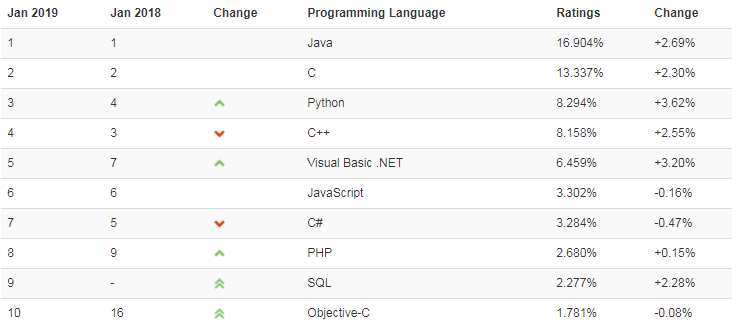 Jan 2019 Jan 2018 Change Programming Language Ratings Change
1 1 Java 16.904% +2.69%
2 2 C 13.337% +2.30%
3 4 Python 8.294% +3.62%
4 3 C++ 8.158% +2.55%
5 7 Visual Basic .NET 6.459% +3.20%
6 6 JavaScript 3.302% -0.16%
7 5 C# 3.284% -0.47%
8 9 PHP 2.680% +0.15%
9 - SQL 2.277% +2.28%
10 16 Objective-C 1.781% -0.08%